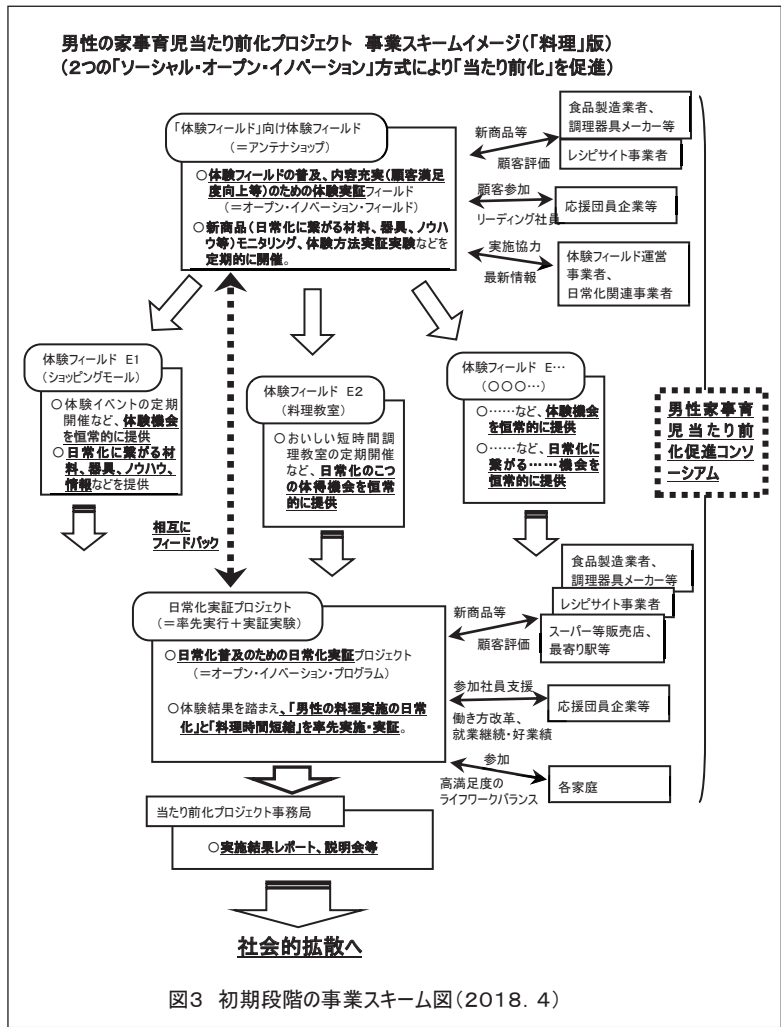 男性の家事育児当たり前化プロジェクト 事業スキームイメージ(「料理」版)
(2つの「ソーシャル・オープン・イノベーション」方式により「当たり前化」を促進)
「体験フィールド」向け体験フィールド
(=アンテナショップ)
○体験フィールドの普及、内容充実(顧客満足
度向上等)のための体験実証フィールド
(=オープン・イノベーション・フィールド)
○新商品(日常化に繋がる材料、器具、ノウハ
ウ等)モニタリング、体験方法実証実験などを
定期的に開催。
新商品等
顧客評価
食品製造業者、
調理器具メーカー等
レシピサイト事業者
顧客参加
リーディング社員
応援団員企業等
実施協力
最新情報
体験フィールド運営
事業者、
日常化関連事業者
体験フィールド E1
(ショッピングモール)
○体験イベントの定期
開催など、体験機会
を恒常的に提供
○日常化に繋がる材
料、器具、ノウハウ、
情報などを提供
体験フィールド E2
(料理教室)
○おいしい短時間調
理教室の定期開催
など、日常化のこつ
の体得機会を恒常
的に提供
体験フィールド E…
(○○○…)
○……など、体験機会
を恒常的に提供
○……など、日常化に
繋がる……機会を
恒常的に提供
男性家事育
児当たり前
化促進コンソ
ーシアム
相互に
フィードバック
日常化実証プロジェクト
(=率先実行+実証実験)
○日常化普及のための日常化実証プロジェクト
(=オープン・イノベーション・プログラム)
○体験結果を踏まえ、「男性の料理実施の日常
化」と「料理時間短縮」を率先実施・実証。
新商品等
顧客評価
食品製造業者、
調理器具メーカー等
レシピサイト事業者
スーパー等販売店、
最寄り駅等
参加社員支援
働き方改革、
就業継続・好業績
応援団員企業等
参加
高満足度の
ライフワークバランス
各家庭
当たり前化プロジェクト事務局
○実施結果レポート、説明会等
社会的拡散へ
図3 初期段階の事業スキーム図(2018.4)